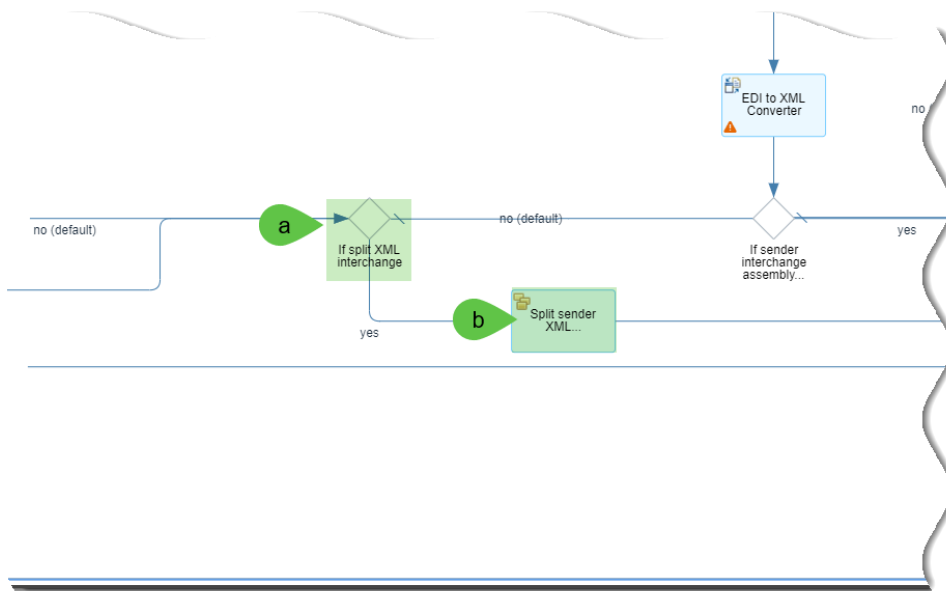 EDI to XML
Converter
no
a
no (default)
no (default)
yes
If split XML
interchange
If sender
interchange
assembly...
b
Split sender
XML...
yes